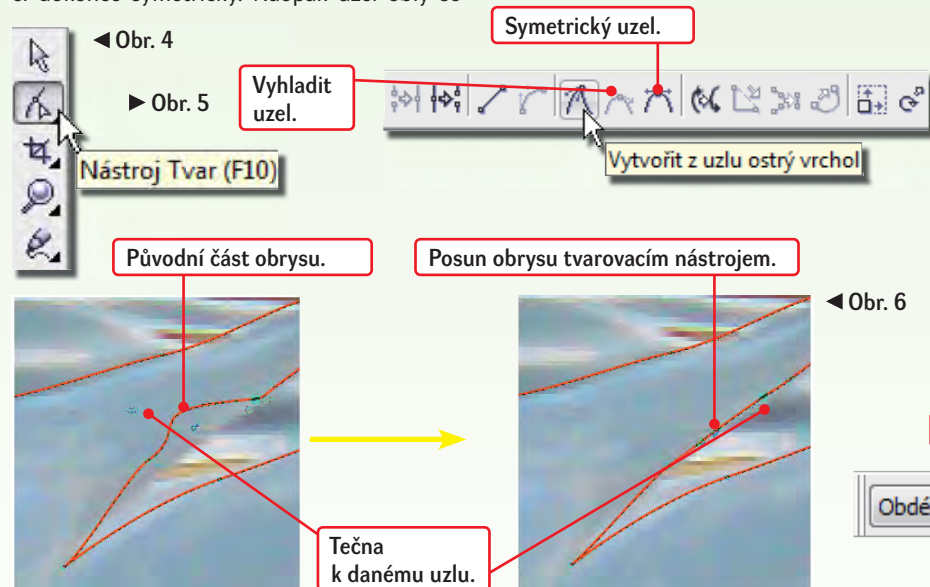 ◄ Obr. 4
► Obr. 5
Vyhladit
uzel.
Symetrický uzel.
Nástroj Tvar (F10)
Vytvořit z uzlu ostrý vrchol
Původní část obrysu.
Posun obrysu tvarovacím nástrojem.
◄ Obr. 6
Tečna
k danému uzlu.
Obdé